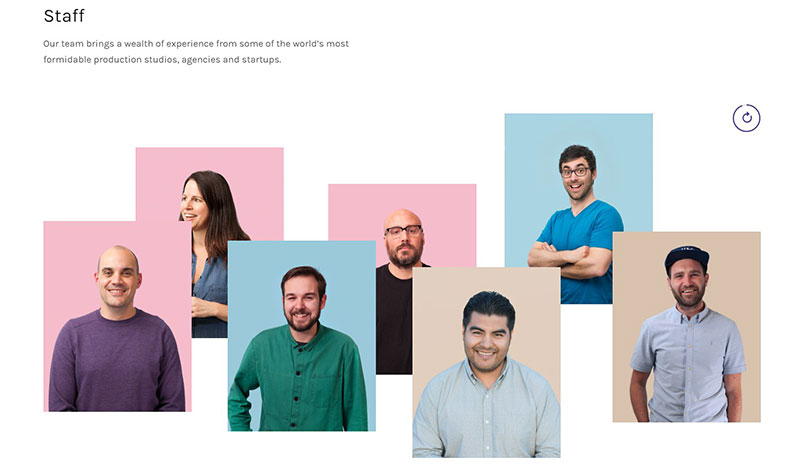 Staff
Our team brings a wealth of experience from some of the world's most
formidable production studios, agencies and startups.